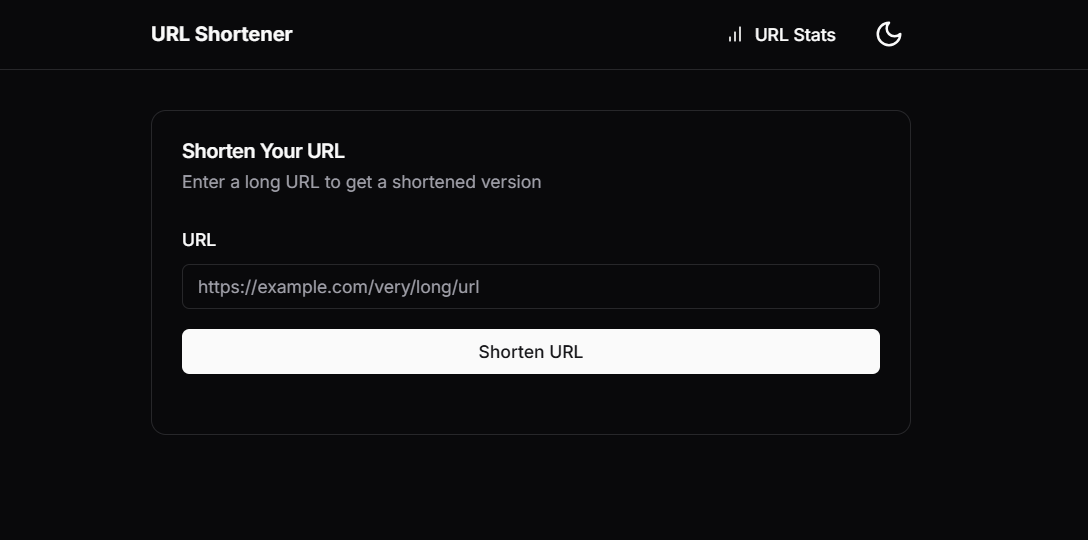 URL Shortener
URL Stats
Shorten Your URL
Enter a long URL to get a shortened version
URL
https://example.com/very/long/url
Shorten URL